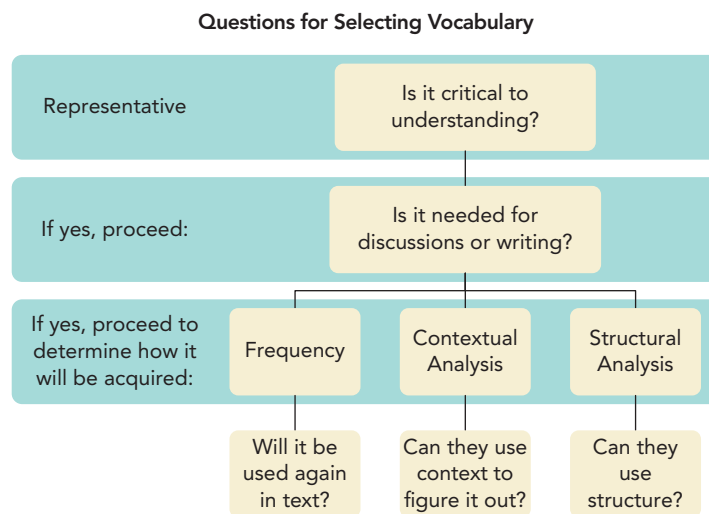 Questions for Selecting Vocabulary
Representative
Is it critical to
understanding?
If yes, proceed:
Is it needed for
discussions or writing?
If yes, proceed to
determine how it
will be acquired:
Frequency
Contextual
Analysis
Structural
Analysis
Will it be
used again
in text?
Can they use
context to
figure it out?
Can they
use
structure?